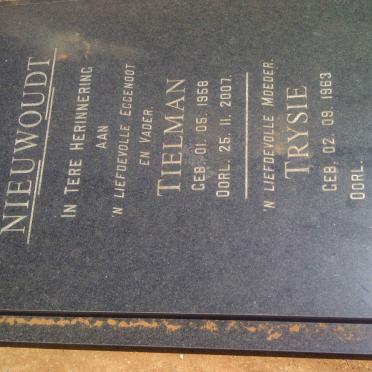 NIEUWOUDT
IN TERE HERINNERING
AAN
'N LIEFDEVOLLE EGGENOOT
EN VADER.
TIELMAN
GEB. 01. 05. 1958
OORL. 25. 11. 2007.
'N LIEFDEVOLLE MOEDER.
TRYSIE
GEB. 02. 09. 1963
OORL.